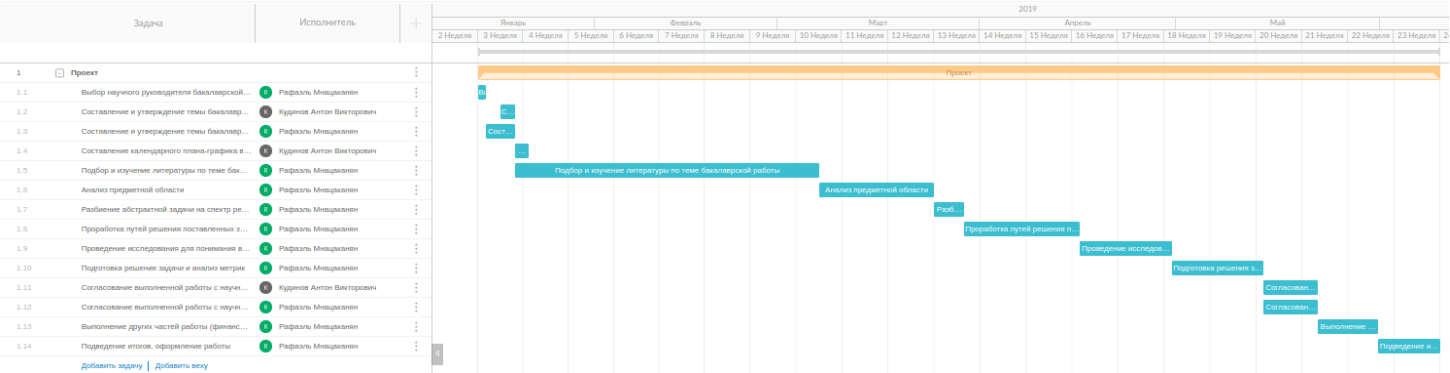 2019
Задача Исполнитель Январь Февраль Март Апрель Май
2 Неделя 3 Неделя 4 Неделя 5 Неделя 6 Неделя 7 Неделя 8 Неделя 9 Неделя 10 Неделя 11 Неделя 12 Неделя 13 Неделя 14 Неделя 15 Неделя 16 Неделя 17 Неделя 18 Неделя 19 Неделя 20 Неделя 21 Неделя 22 Неделя 23 Неделя
1 Проект Проект
1.1 Выбор научного руководителя бакалаврской... R Рафаэль Мнацаканян
1.2 Составление и утверждение темы бакалавр... К Кудинов Антон Викторович С...
1.3 Составление и утверждение темы бакалавр... R Рафаэль Мнацаканян Сост...
1.4 Составление календарного плана-графика в... К Кудинов Антон Викторович ...
1.5 Подбор и изучение литературы по теме бак... R Рафаэль Мнацаканян Подбор и изучение литературы по теме бакалаврской работы
1.6 Анализ предметной области R Рафаэль Мнацаканян Анализ предметной области
1.7 Разбиение абстрактной задачи на спектр ре... R Рафаэль Мнацаканян Разб...
1.8 Проработка путей решения поставленных з... R Рафаэль Мнацаканян Проработка путей решения п...
1.9 Проведение исследования для понимания в... R Рафаэль Мнацаканян Проведение исследов...
1.10 Подготовка решения задачи и анализ метрик R Рафаэль Мнацаканян Подготовка решения з...
1.11 Согласование выполненной работы с научн... К Кудинов Антон Викторович Согласован...
1.12 Согласование выполненной работы с научн... R Рафаэль Мнацаканян Согласован...
1.13 Выполнение других частей работы (финанс... R Рафаэль Мнацаканян Выполнение ...
1.14 Подведение итогов, оформление работы R Рафаэль Мнацаканян Подведение и...
Добавить задачу | Добавить веху